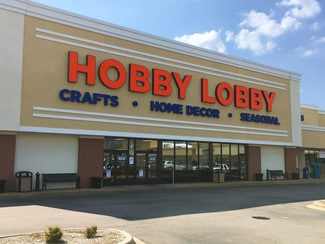 HOBBY LOBBY
CRAFTS • HOME DECOR • SEASONAL